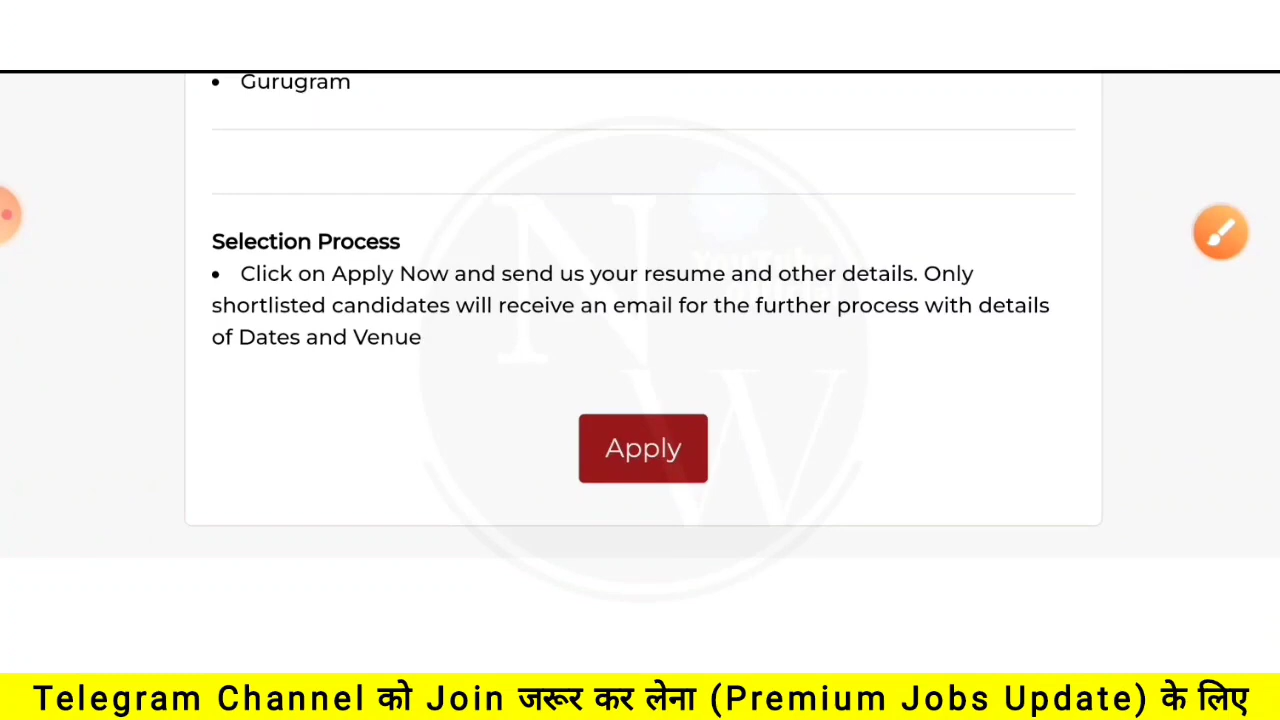 • Gurugram
Selection Process
• Click on Apply Now and send us your resume and other details. Only
shortlisted candidates will receive an email for the further process with details
of Dates and Venue
Apply
NW
YouTube
Telegram Channel को Join जरूर कर लेना (Premium Jobs Update) के लिए